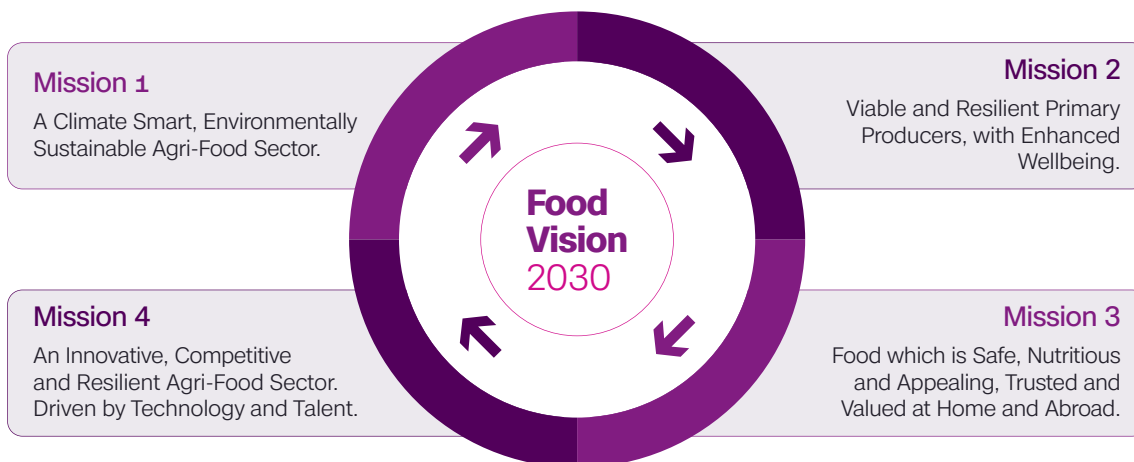 Mission 1
A Climate Smart, Environmentally
Sustainable Agri-Food Sector.
Mission 2
Viable and Resilient Primary
Producers, with Enhanced
Wellbeing.
Food
Vision
2030
Mission 4
An Innovative, Competitive
and Resilient Agri-Food Sector.
Driven by Technology and Talent.
Mission 3
Food which is Safe, Nutritious
and Appealing, Trusted and
Valued at Home and Abroad.